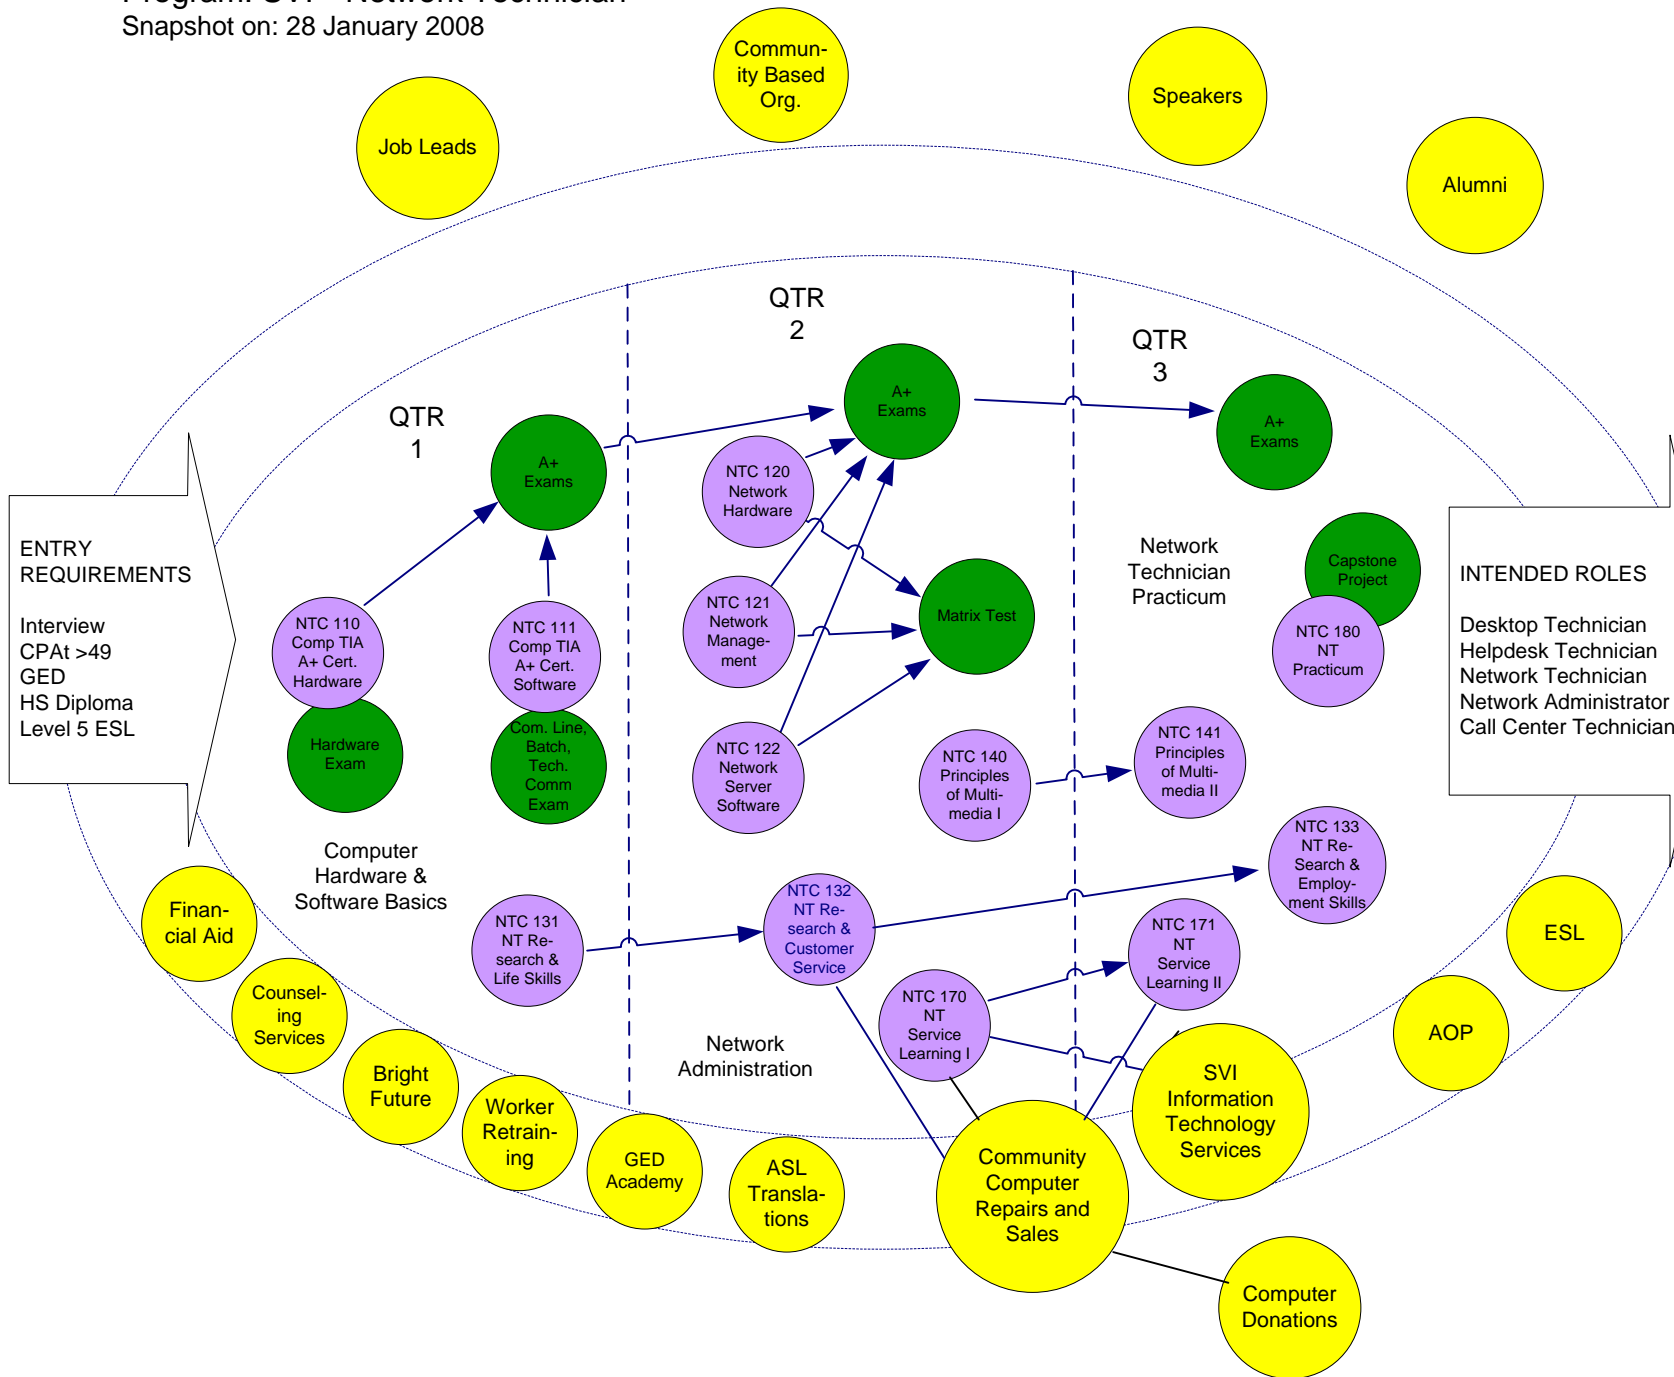 Program: SVI - Network Technician
Snapshot on: 28 January 2008
Commun-
ity Based
Org.
Speakers
Job Leads
Alumni
QTR
2
QTR
3
QTR
1
A+
Exams
A+
Exams
A+
Exams
NTC 120
Network
Hardware
ENTRY
REQUIREMENTS
Interview
CPAt >49
GED
HS Diploma
Level 5 ESL
Network
Technician
Practicum
Capstone
Project
INTENDED ROLES
Desktop Technician
Helpdesk Technician
Network Technician
Network Administrator
Call Center Technician
NTC 110
Comp TIA
A+ Cert.
Hardware
NTC 111
Comp TIA
A+ Cert.
Software
NTC 121
Network
Manage-
ment
Matrix Test
NTC 180
NT
Practicum
Hardware
Exam
Com. Line,
Batch,
Tech.
Comm
Exam
NTC 122
Network
Server
Software
NTC 140
Principles
of Multi-
media I
NTC 141
Principles
of Multi-
media II
Computer
Hardware &
Software Basics
NTC 133
NT Re-
Search &
Employ-
ment Skills
NTC 131
NT Re-
search &
Life Skills
NTC 132
NT Re-
search &
Customer
Service
NTC 171
NT
Service
Learning II
NTC 170
NT
Service
Learning I
Network
Administration
Finan-
cial Aid
Counsel-
ing
Services
Bright
Future
Worker
Retrain-
ing
GED
Academy
ASL
Transla-
tions
Community
Computer
Repairs and
Sales
SVI
Information
Technology
Services
AOP
ESL
Computer
Donations